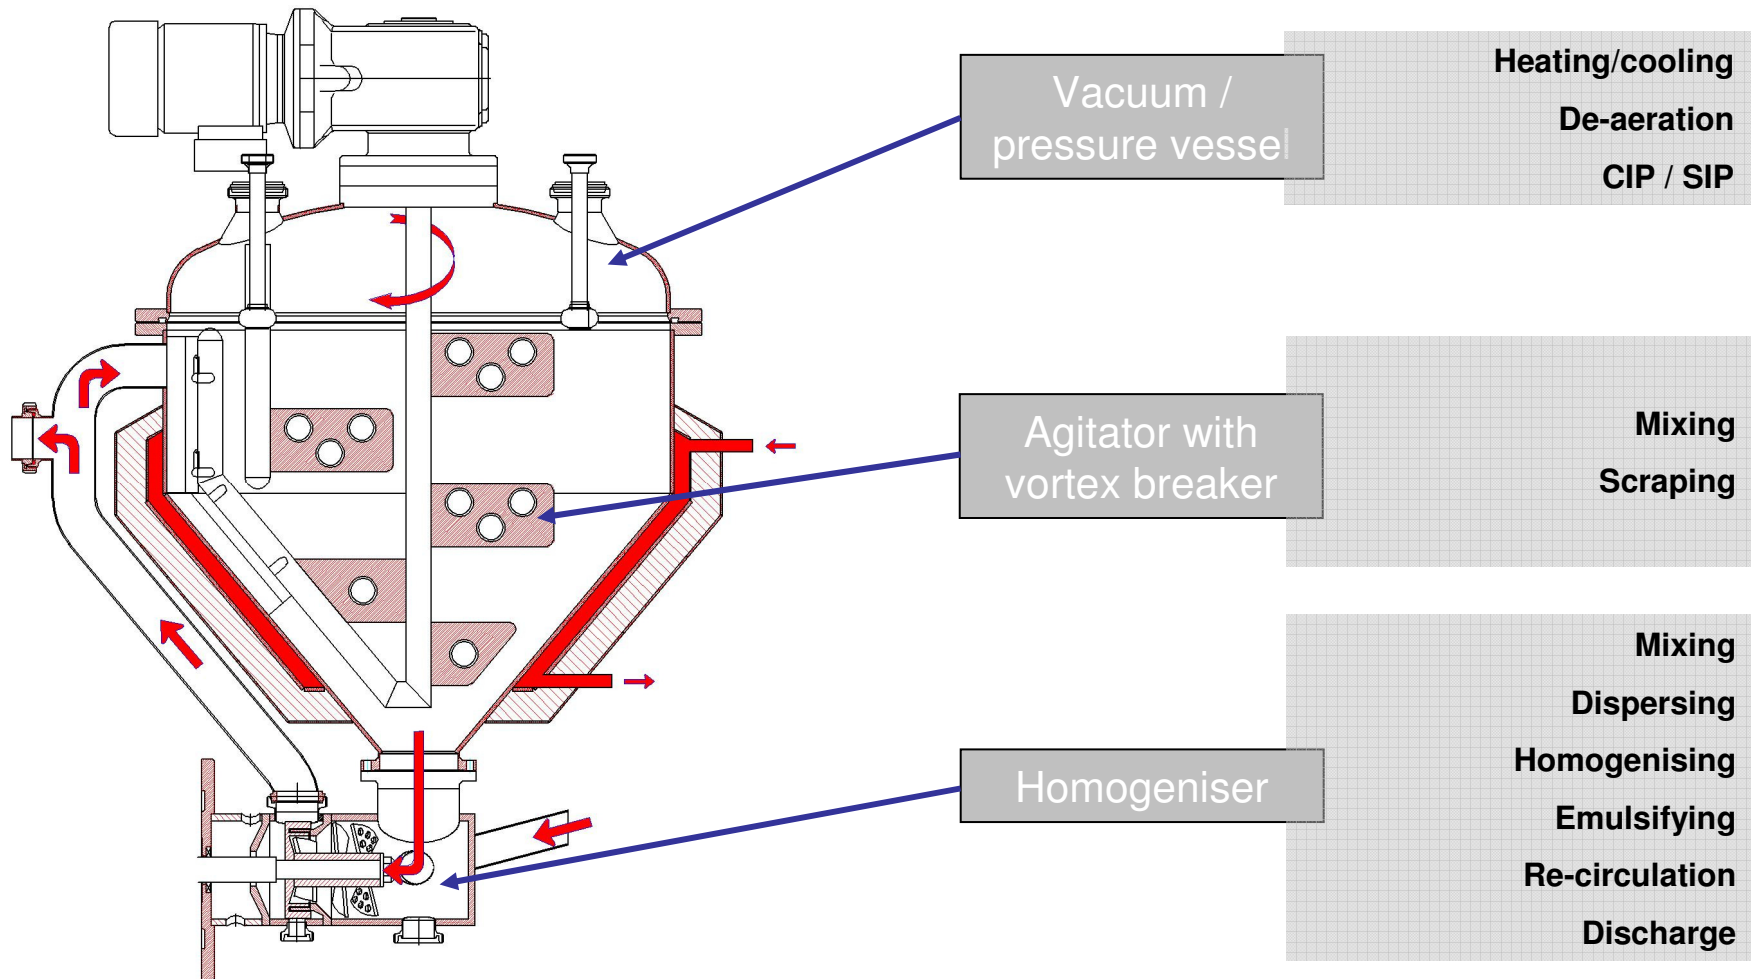 Vacuum /
pressure vessel
Heating/cooling
De-aeration
CIP / SIP
Agitator with
vortex breaker
Mixing
Scraping
Homogeniser
Mixing
Dispersing
Homogenising
Emulsifying
Re-circulation
Discharge